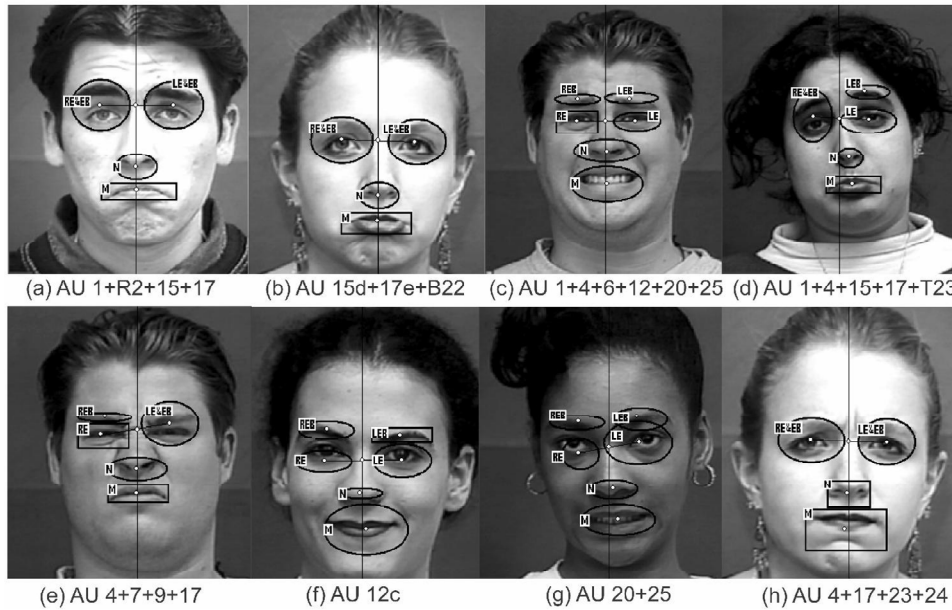 RE&EB LE&EB N M
RE&EB LE&EB N M
REB LEB RE LE N M
RE&EB LEB LE N M
(a) AU 1+R2+15+17 (b) AU 15d+17e+B22 (c) AU 1+4+6+12+20+25 (d) AU 1+4+15+17+T23
REB LE&EB RE N M
REB LEB RE LE N M
REB LEB LE RE N M
RE&EB LE&EB N M
(e) AU 4+7+9+17 (f) AU 12c (g) AU 20+25 (h) AU 4+17+23+24